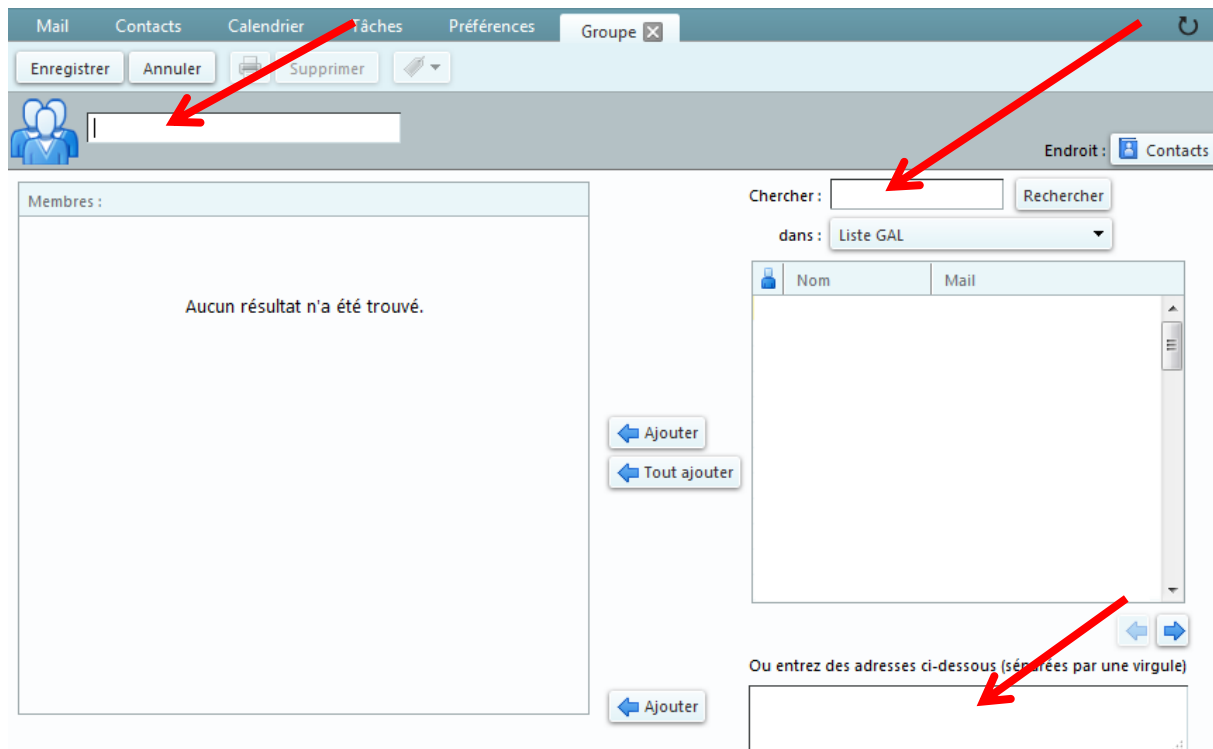 Mail Contacts Calendrier Tâches Préférences Groupe
Enregistrer Annuler Supprimer
Endroit : Contacts
Membres :
Chercher : Rechercher
dans : Liste GAL
Nom Mail
Aucun résultat n'a été trouvé.
Ajouter
Tout ajouter
Ou entrez des adresses ci-dessous (séparées par une virgule)
Ajouter